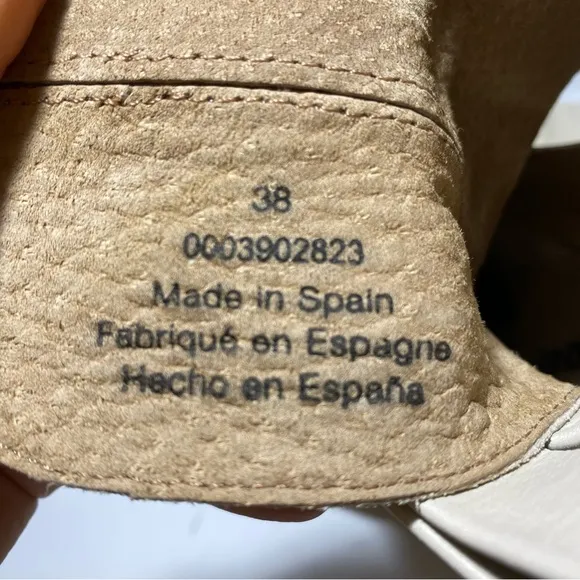 38
0003902823
Made in Spain
Fabriqué en Espagne
Hecho en España